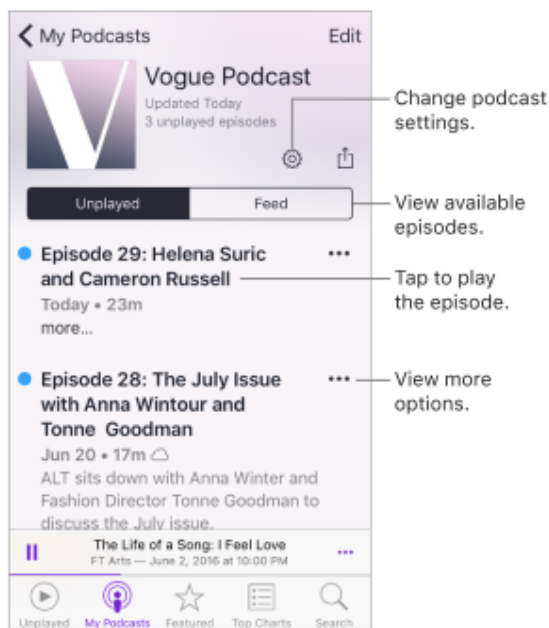 My Podcasts Edit
Vogue Podcast
Updated Today
3 unplayed episodes
Change podcast
settings.
Unplayed Feed
View available
episodes.
Episode 29: Helena Suric
and Cameron Russell
Tap to play
the episode.
Today • 23m
more...
Episode 28: The July Issue
with Anna Wintour and
Tonne Goodman
View more
options.
Jun 20 • 17m
ALT sits down with Anna Winter and
Fashion Director Tonne Goodman to
discuss the July issue.
The Life of a Song: I Feel Love
FT Arts — June 2, 2016 at 10:00 PM
Unplayed My Podcasts Featured Top Charts Search